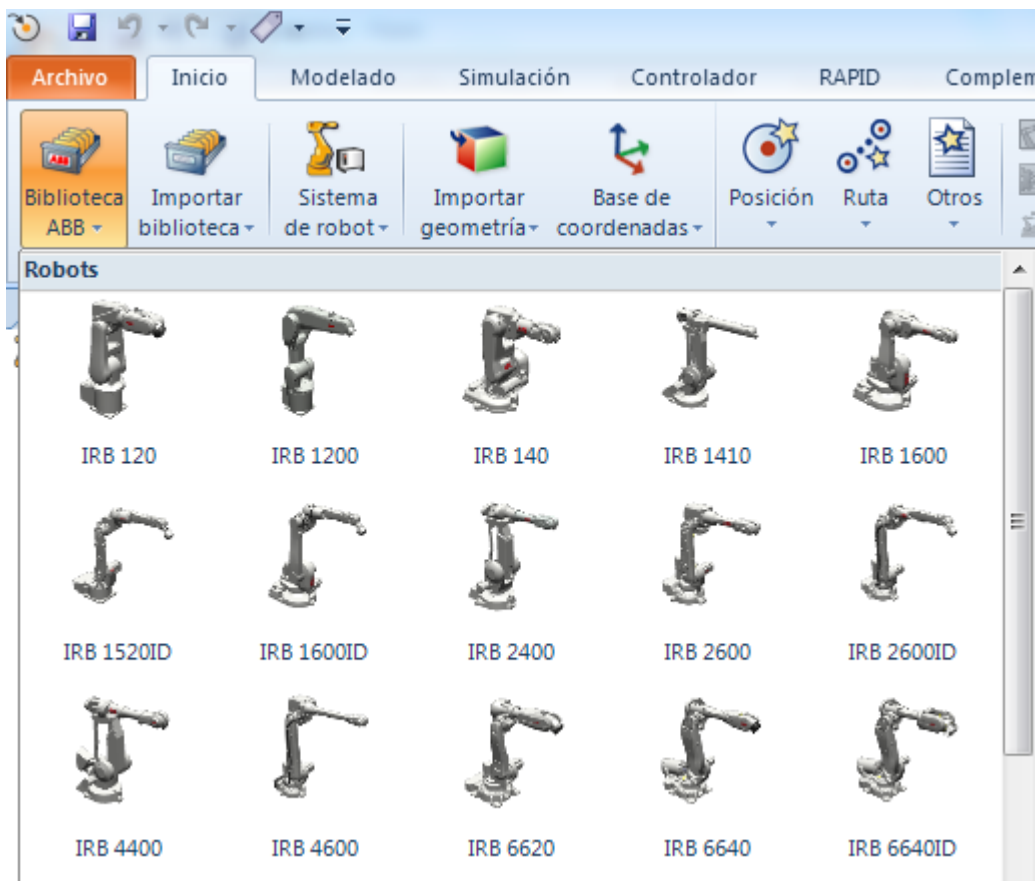 Archivo Inicio Modelado Simulación Controlador RAPID Complem
Biblioteca ABB
Importar biblioteca
Sistema de robot
Importar geometría
Base de coordenadas
Posición
Ruta
Otros
Robots
IRB 120 IRB 1200 IRB 140 IRB 1410 IRB 1600
IRB 1520ID IRB 1600ID IRB 2400 IRB 2600 IRB 2600ID
IRB 4400 IRB 4600 IRB 6620 IRB 6640 IRB 6640ID